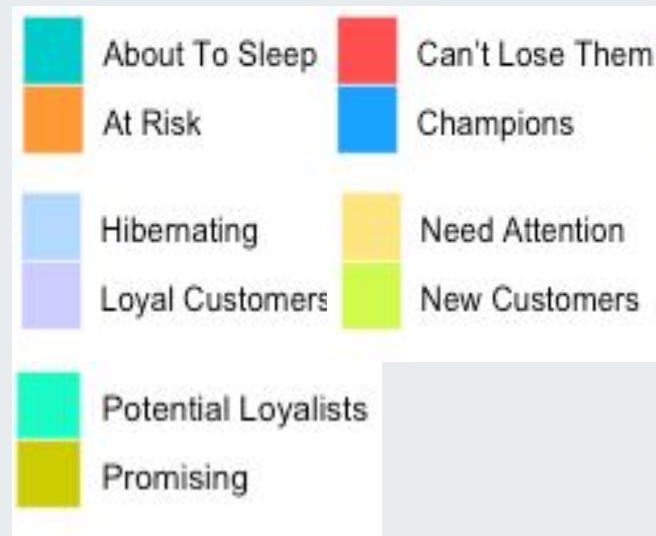 About To Sleep
Can't Lose Them
At Risk
Champions
Hibernating
Need Attention
Loyal Customers
New Customers
Potential Loyalists
Promising